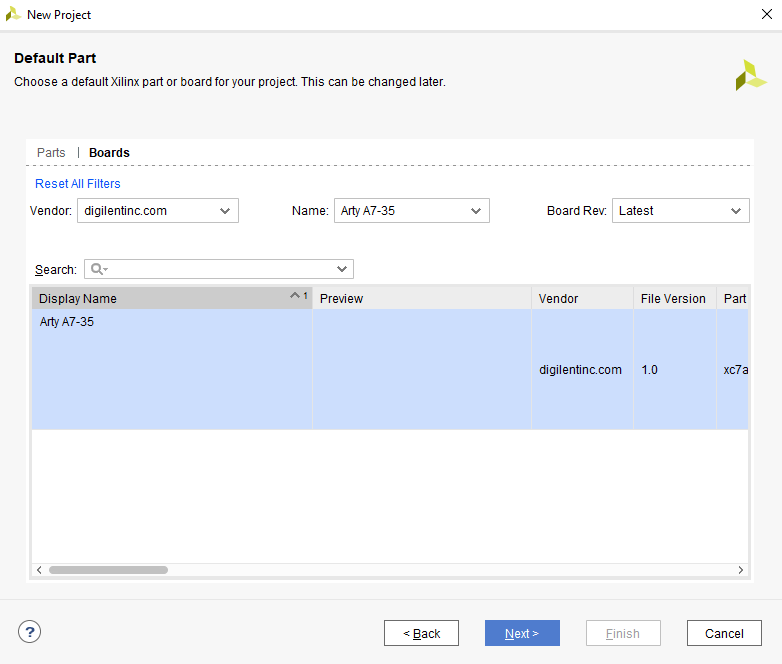 New Project
Default Part
Choose a default Xilinx part or board for your project. This can be changed later.
Parts | Boards
Reset All Filters
Vendor: digilentinc.com Name: Arty A7-35 Board Rev: Latest
Search:
Display Name 1 Preview Vendor File Version Part
Arty A7-35
digilentinc.com 1.0 xc7a
? < Back Next > Finish Cancel